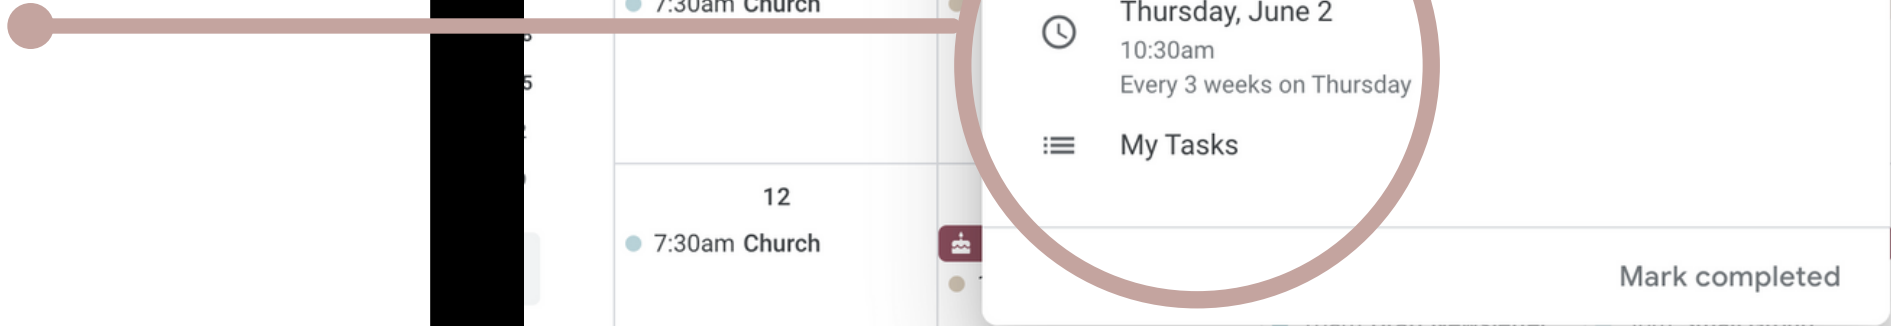 7:30am Church
5
12
7:30am Church
Thursday, June 2
10:30am
Every 3 weeks on Thursday
My Tasks
Mark completed